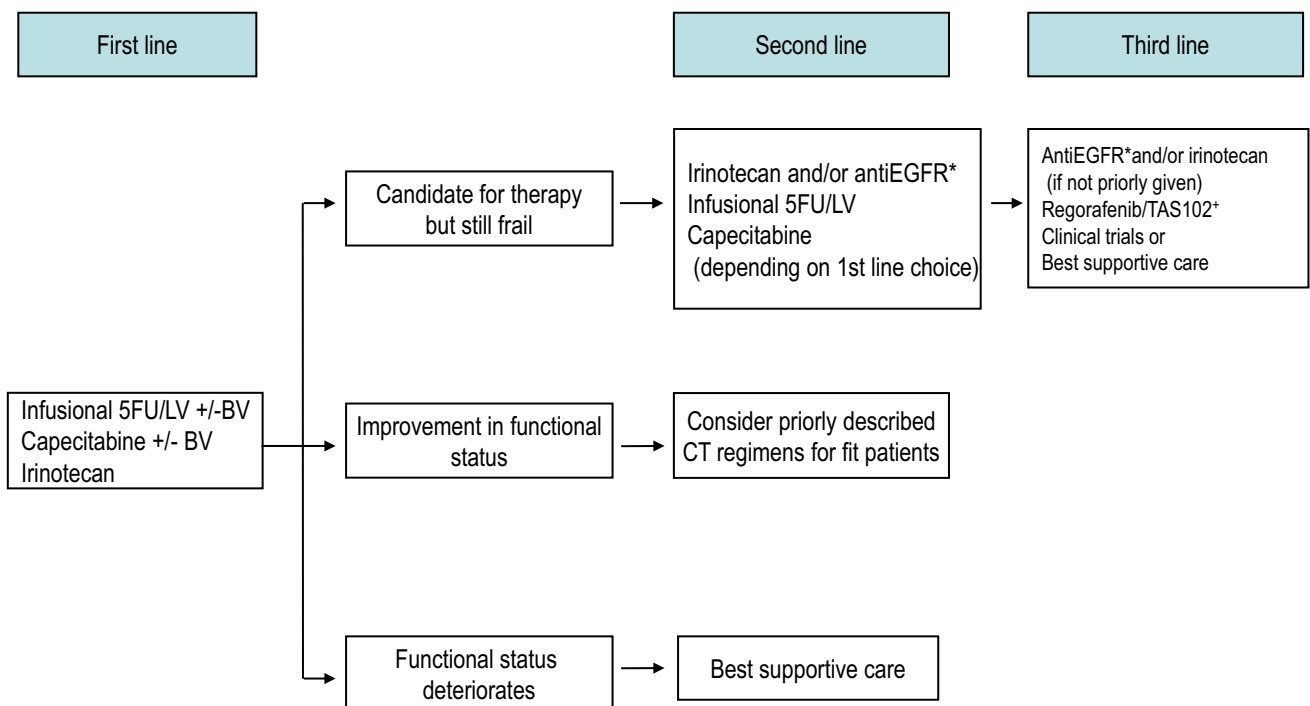 First line
Second line
Third line
Candidate for therapy
but still frail
Irinotecan and/or antiEGFR*
Infusional 5FU/LV
Capecitabine
(depending on 1st line choice)
AntiEGFR*and/or irinotecan
(if not priorly given)
Regorafenib/TAS102⁺
Clinical trials or
Best supportive care
Infusional 5FU/LV +/-BV
Capecitabine +/- BV
Irinotecan
Improvement in functional
status
Consider priorly described
CT regimens for fit patients
Functional status
deteriorates
Best supportive care